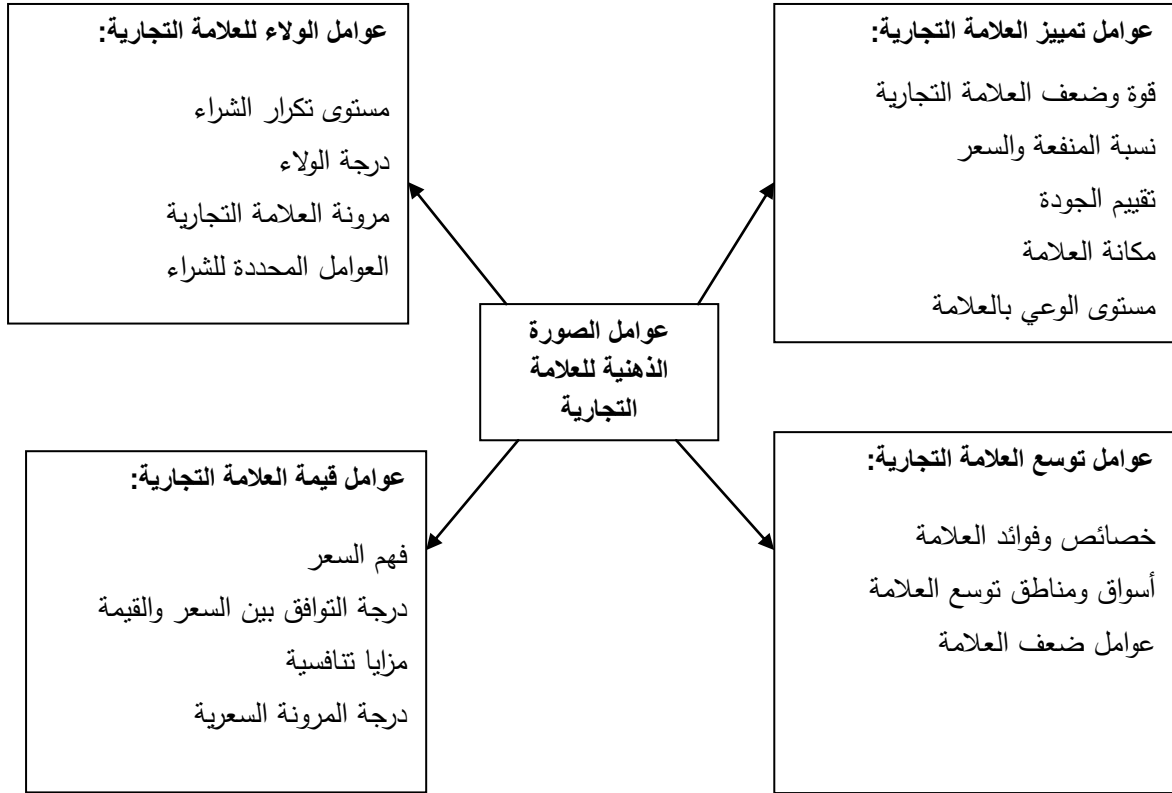 عوامل تمييز العلامة التجارية:
قوة وضعف العلامة التجارية
نسبة المنفعة والسعر
تقييم الجودة
مكانة العلامة
مستوى الوعي بالعلامة
عوامل الولاء للعلامة التجارية:
مستوى تكرار الشراء
درجة الولاء
مرونة العلامة التجارية
العوامل المحددة للشراء
عوامل الصورة
الذهنية للعلامة
التجارية
عوامل توسع العلامة التجارية:
خصائص وفوائد العلامة
أسواق ومناطق توسع العلامة
عوامل ضعف العلامة
عوامل قيمة العلامة التجارية:
فهم السعر
درجة التوافق بين السعر والقيمة
مزايا تنافسية
درجة المرونة السعرية